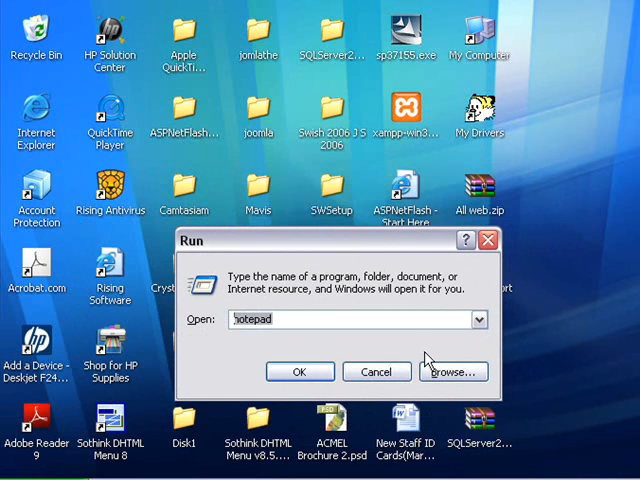 Recycle Bin
HP Solution
Center
Apple
QuickTi...
jomlathe
SQLServer2...
sp37155.exe
My Computer
Internet
Explorer
QuickTime
Player
ASPNetFlash...
joomla
Swish 2006 J S
2006
xampp-win3...
My Drivers
Account
Protection
Rising Antivirus
Camtasiam
Mavis
SWSetup
ASPNetFlash -
Start Here
All web.zip
Run
Type the name of a program, folder, document, or
Internet resource, and Windows will open it for you.
Open:
notepad
OK
Cancel
Browse...
Acrobat.com
Rising
Software
Cryst
ort
Add a Device -
Deskjet F24...
Shop for HP
Supplies
Adobe Reader
9
Sothink DHTML
Menu 8
Disk1
Sothink DHTML
Menu v8.5....
PSD
ACMEL
Brochure 2.psd
New Staff ID
Cards(Mar...
SQLServer2...